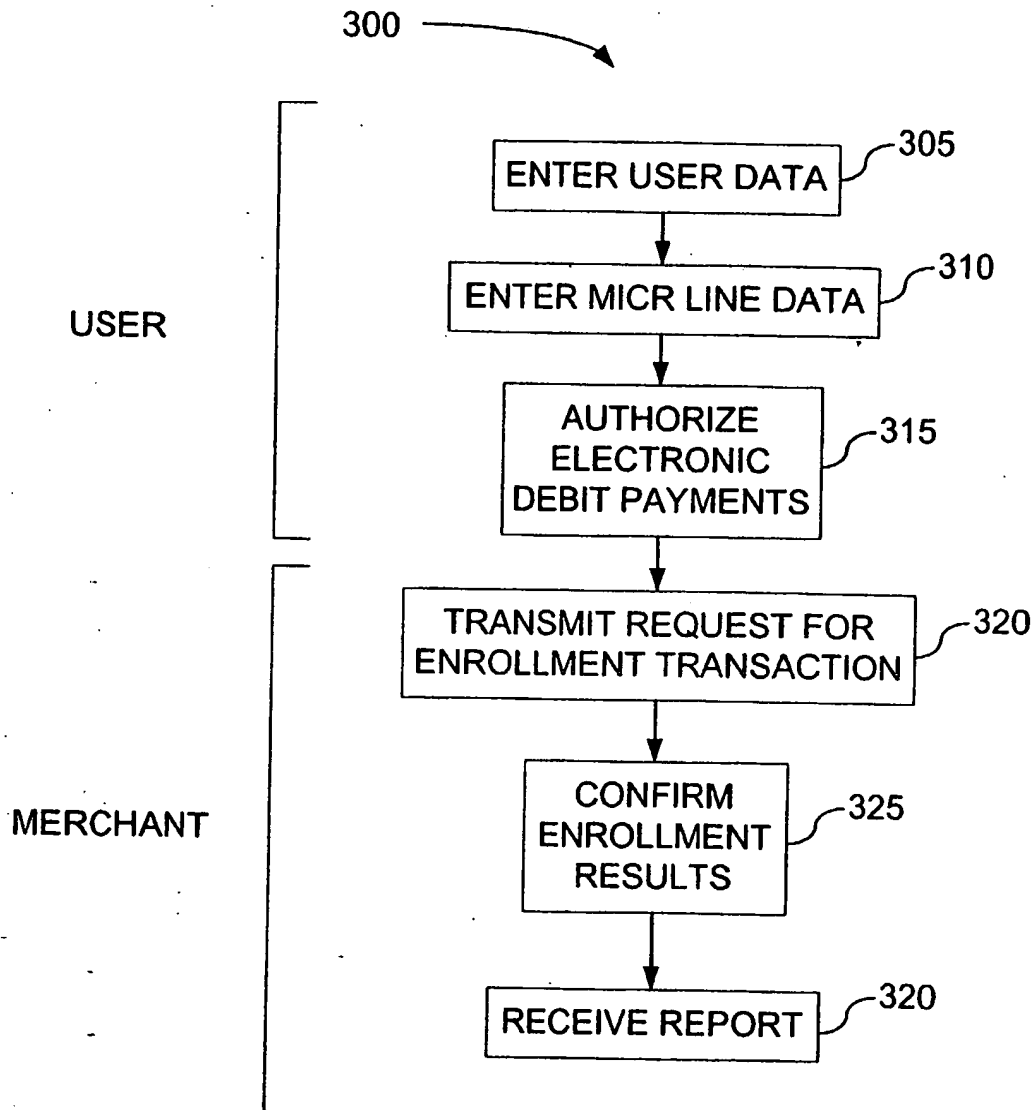 300
305
ENTER USER DATA
310
ENTER MICR LINE DATA
USER
AUTHORIZE
ELECTRONIC
DEBIT PAYMENTS
315
TRANSMIT REQUEST FOR
ENROLLMENT TRANSACTION
320
MERCHANT
CONFIRM
ENROLLMENT
RESULTS
325
RECEIVE REPORT
320